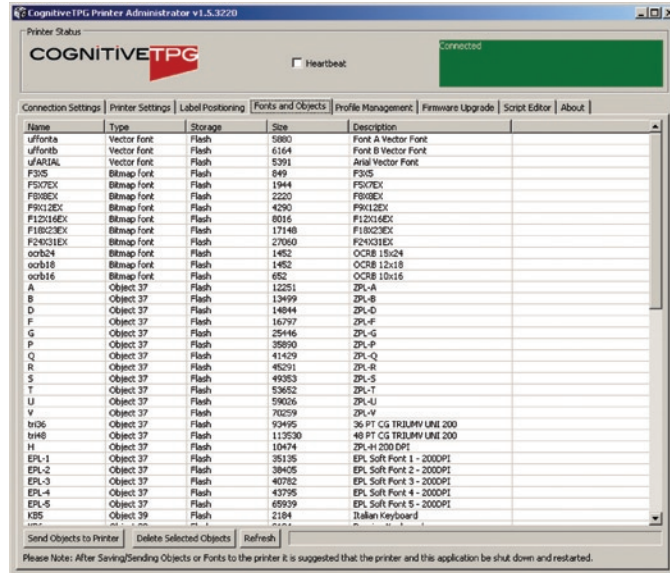 CognitiveTPG Printer Administrator v1.5.3220
Printer Status
COGNITIVETPG
Heartbeat
Connected
Connection Settings Printer Settings Label Positioning Fonts and Objects Profile Management Firmware Upgrade Script Editor About
Name Type Storage Size Description
uffonta Vector font Flash 5880 Font A Vector Font
uffontb Vector font Flash 6164 Font B Vector Font
ufARIAL Vector font Flash 5391 Arial Vector Font
F3X5 Bitmap font Flash 849 F3X5
F5X7EX Bitmap font Flash 1944 F5X7EX
F8X8EX Bitmap font Flash 2220 F8X8EX
F9X12EX Bitmap font Flash 4290 F9X12EX
F12X16EX Bitmap font Flash 8016 F12X16EX
F18X23EX Bitmap font Flash 17148 F18X23EX
F24X31EX Bitmap font Flash 27060 F24X31EX
ocrb24 Bitmap font Flash 1452 OCRB 15x24
ocrb18 Bitmap font Flash 1452 OCRB 12x18
ocrb16 Bitmap font Flash 652 OCRB 10x16
A Object 37 Flash 12251 ZPL-A
B Object 37 Flash 13499 ZPL-B
D Object 37 Flash 14844 ZPL-D
F Object 37 Flash 16797 ZPL-F
G Object 37 Flash 25446 ZPL-G
P Object 37 Flash 35890 ZPL-P
Q Object 37 Flash 41429 ZPL-Q
R Object 37 Flash 45291 ZPL-R
S Object 37 Flash 49353 ZPL-S
T Object 37 Flash 53652 ZPL-T
U Object 37 Flash 59026 ZPL-U
V Object 37 Flash 70259 ZPL-V
tri36 Object 37 Flash 93495 36 PT CG TRIUMV UNI 200
tri48 Object 37 Flash 113530 48 PT CG TRIUMV UNI 200
H Object 37 Flash 10474 ZPL-H 200 DPI
EPL-1 Object 37 Flash 35135 EPL Soft Font 1 - 200DPI
EPL-2 Object 37 Flash 38405 EPL Soft Font 2 - 200DPI
EPL-3 Object 37 Flash 40782 EPL Soft Font 3 - 200DPI
EPL-4 Object 37 Flash 43795 EPL Soft Font 4 - 200DPI
EPL-5 Object 37 Flash 65939 EPL Soft Font 5 - 200DPI
KB5 Object 39 Flash 2184 Italian Keyboard
Send Objects to Printer Delete Selected Objects Refresh
Please Note: After Saving/Sending Objects or Fonts to the printer it is suggested that the printer and this application be shut down and restarted.